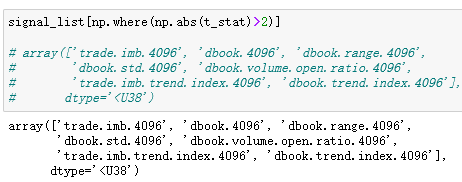 signal_list[np.where(np.abs(t_stat)>2)]
# array(['trade.imb.4096', 'dbook.4096', 'dbook.range.4096',
#        'dbook.std.4096', 'dbook.volume.open.ratio.4096',
#        'trade.imb.trend.index.4096', 'dbook.trend.index.4096'],
#       dtype='<U38')
array(['trade.imb.4096', 'dbook.4096', 'dbook.range.4096',
       'dbook.std.4096', 'dbook.volume.open.ratio.4096',
       'trade.imb.trend.index.4096', 'dbook.trend.index.4096'],
      dtype='<U38')